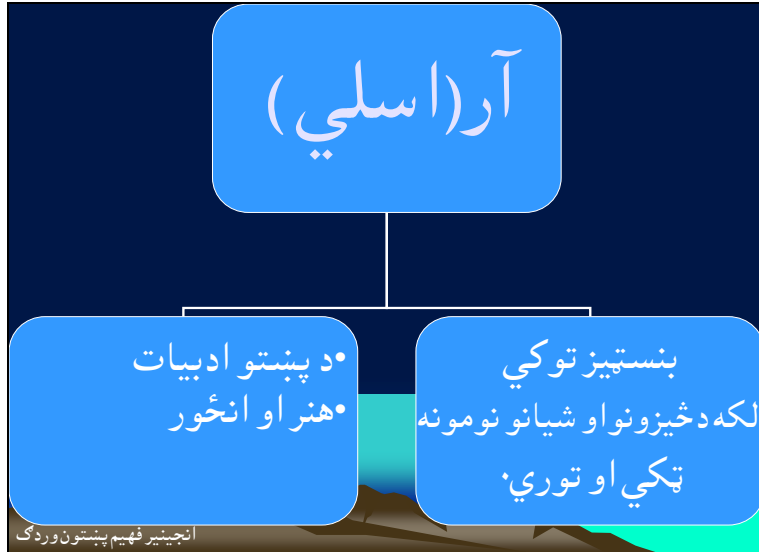 آر(اسلي)
بنسټيز توکي
لکه دڅيزونو او شيانو نومونه
ټکي او توري.
•د پښتو ادبيات
•هنر او انځور
انجينير فهيم پښتون وردګ